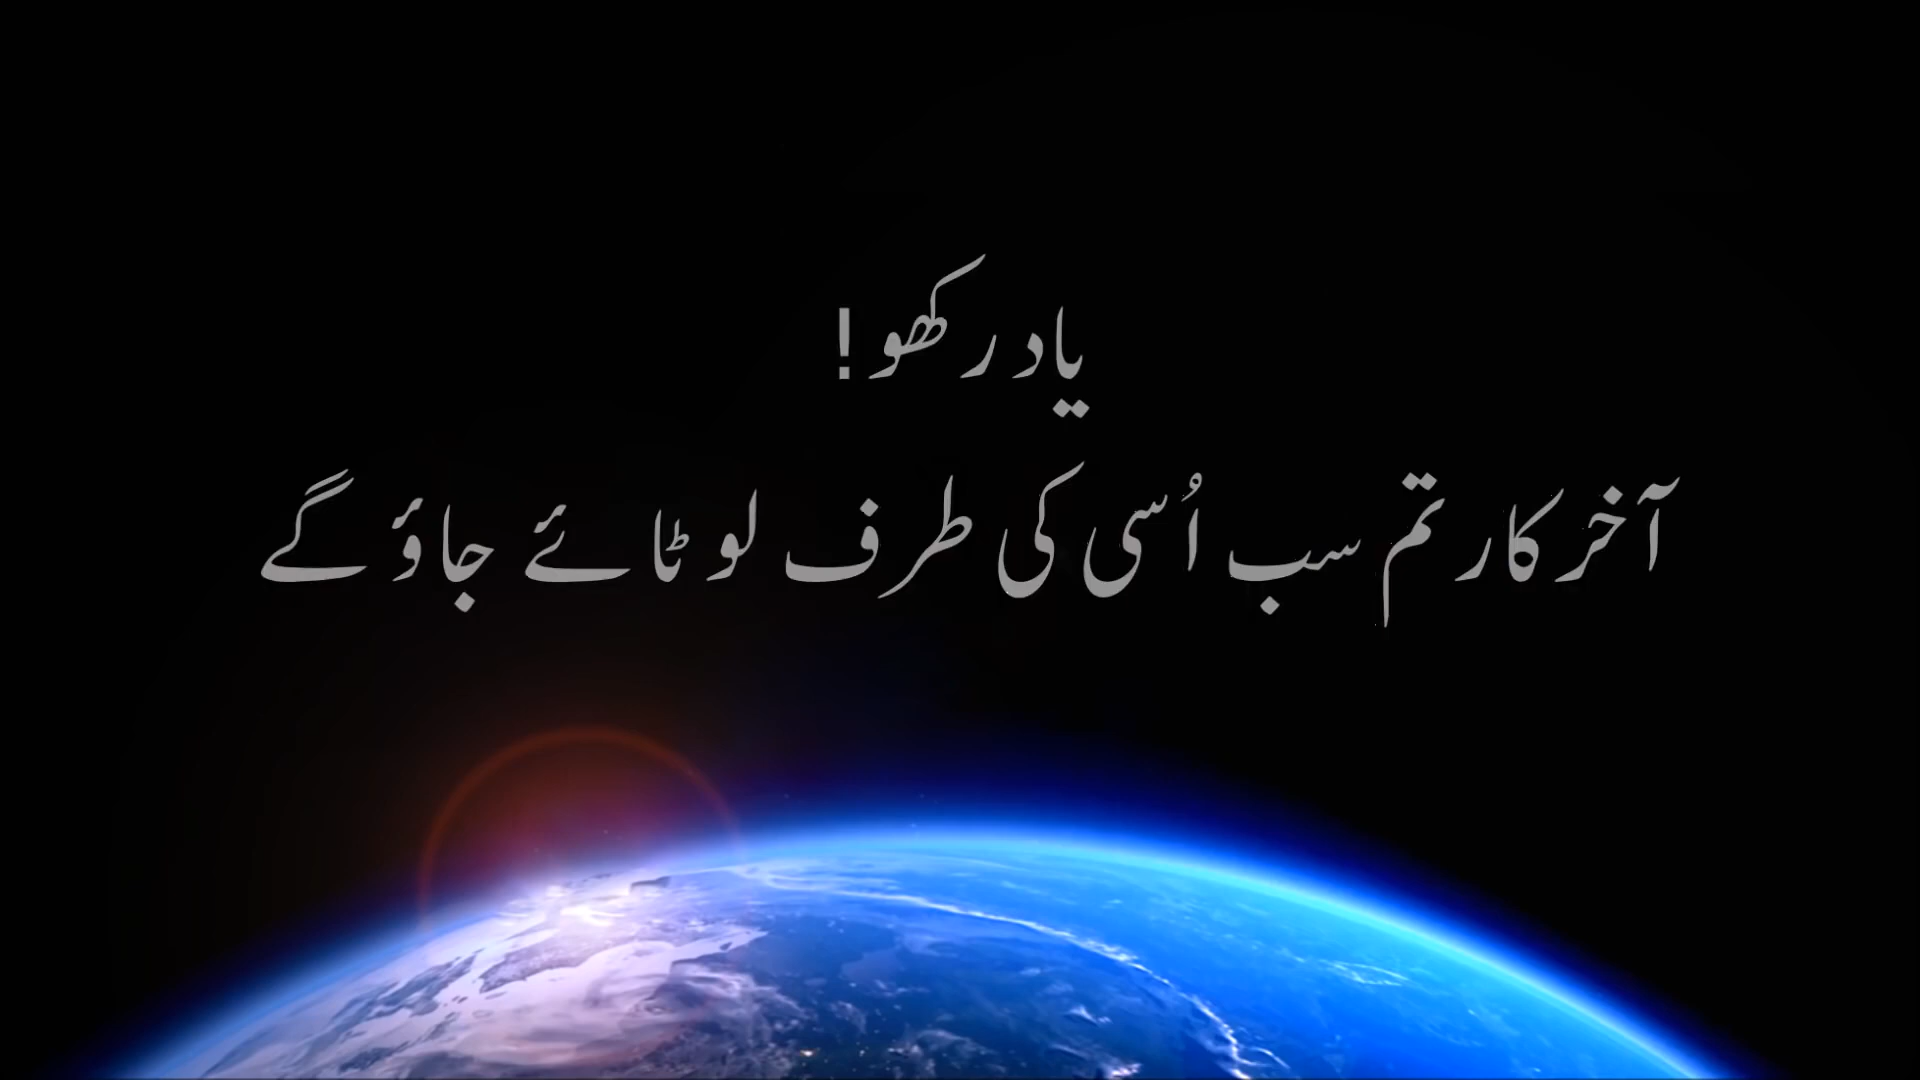 یاد رکھو!
آخرکار تم سب اُسی کی طرف لوٹائے جاؤ گے